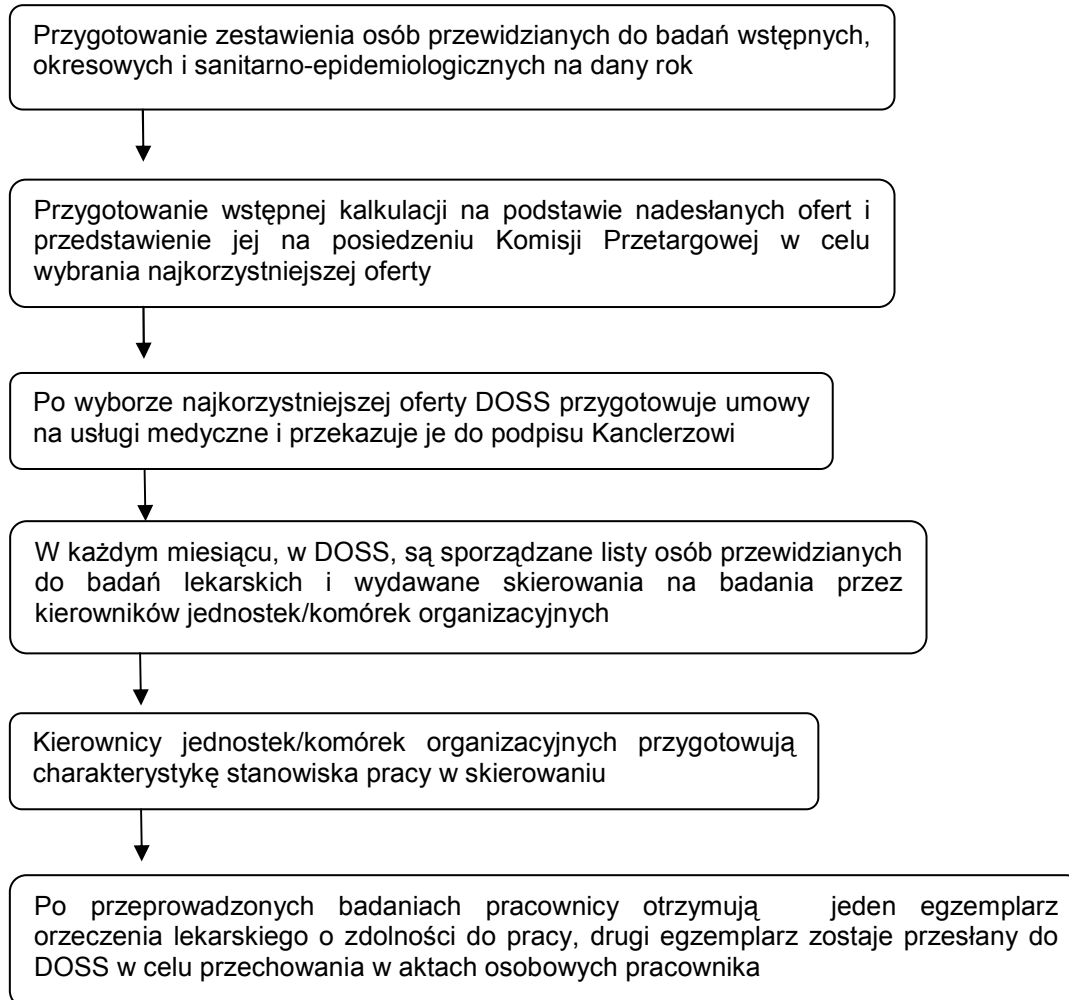 Przygotowanie zestawienia osób przewidzianych do badań wstępnych,
okresowych i sanitarno-epidemiologicznych na dany rok
Przygotowanie wstępnej kalkulacji na podstawie nadesłanych ofert i
przedstawienie jej na posiedzeniu Komisji Przetargowej w celu
wybrania najkorzystniejszej oferty
Po wyborze najkorzystniejszej oferty DOSS przygotowuje umowy
na usługi medyczne i przekazuje je do podpisu Kanclerzowi
W każdym miesiącu, w DOSS, są sporządzane listy osób przewidzianych
do badań lekarskich i wydawane skierowania na badania przez
kierowników jednostek/komórek organizacyjnych
Kierownicy jednostek/komórek organizacyjnych przygotowują
charakterystykę stanowiska pracy w skierowaniu
Po przeprowadzonych badaniach pracownicy otrzymują jeden egzemplarz
orzeczenia lekarskiego o zdolności do pracy, drugi egzemplarz zostaje przesłany do
DOSS w celu przechowania w aktach osobowych pracownika